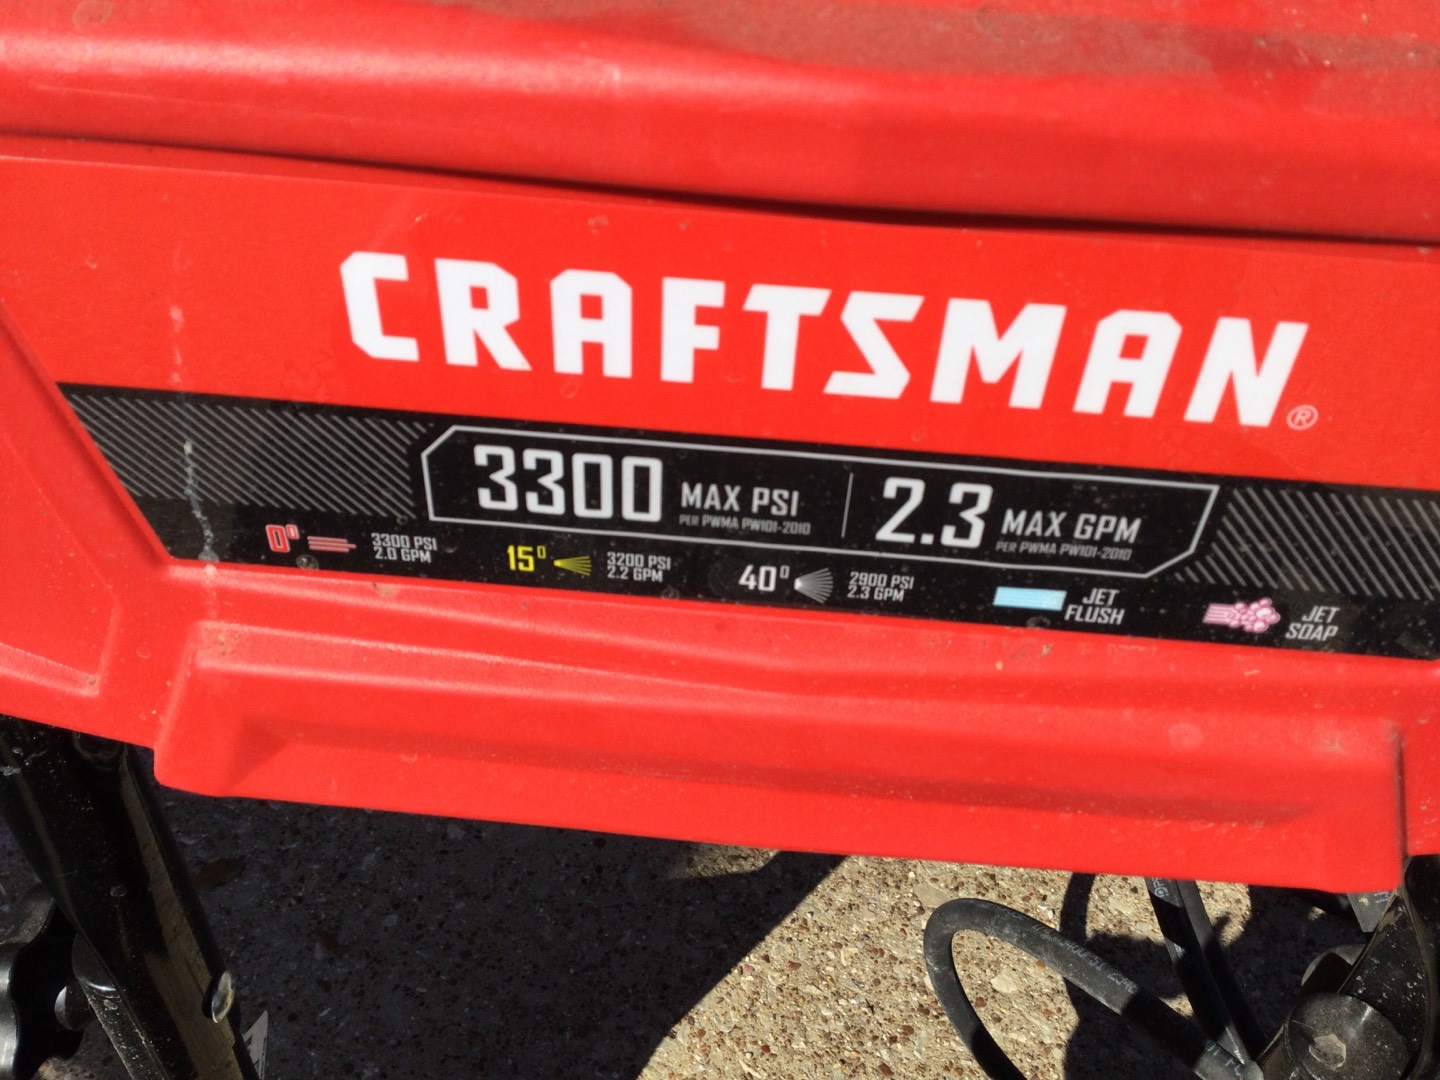 CRAFTSMAN®
3300 MAX PSI
PER PWMA PW101-2010
2.3 MAX GPM
PER PWMA PW101-2010
0° 3300 PSI
2.0 GPM
15° 3200 PSI
2.2 GPM
40° 2900 PSI
2.3 GPM
JET
FLUSH
JET
SOAP